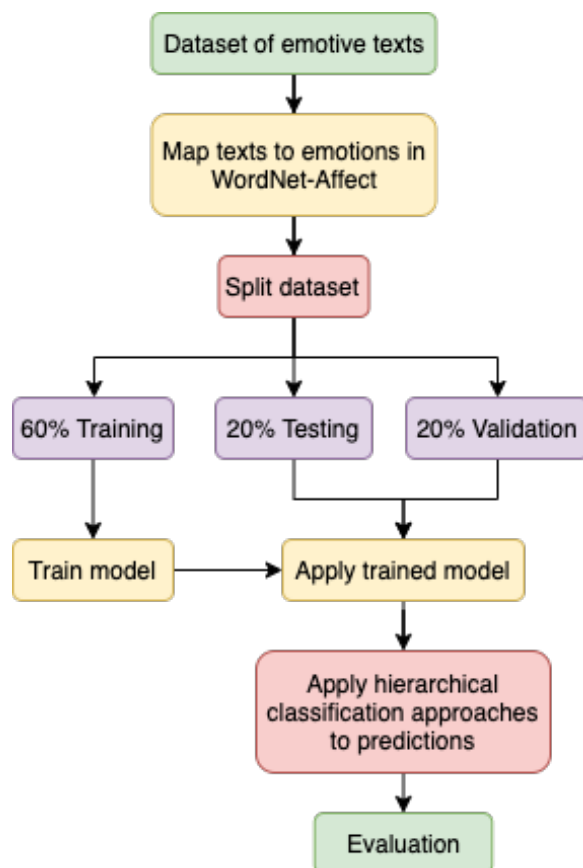 Dataset of emotive texts
Map texts to emotions in
WordNet-Affect
Split dataset
60% Training
20% Testing
20% Validation
Train model
Apply trained model
Apply hierarchical
classification approaches
to predictions
Evaluation